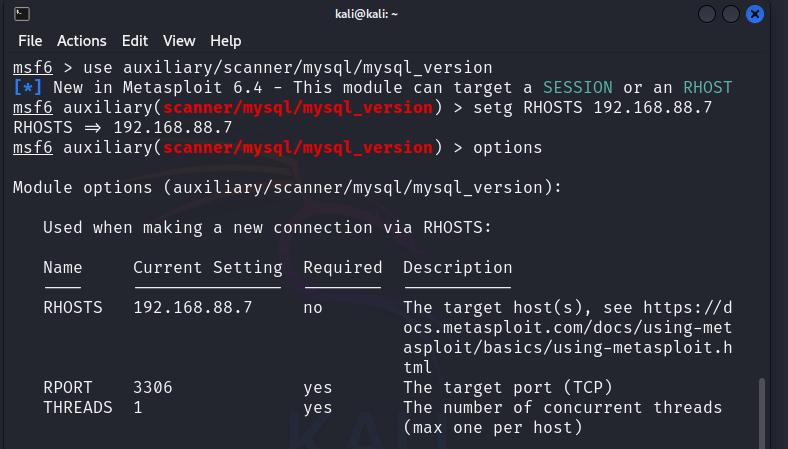 kali@kali: ~
File Actions Edit View Help
msf6 > use auxiliary/scanner/mysql/mysql_version
[*] New in Metasploit 6.4 - This module can target a SESSION or an RHOST
msf6 auxiliary(scanner/mysql/mysql_version) > setg RHOSTS 192.168.88.7
RHOSTS => 192.168.88.7
msf6 auxiliary(scanner/mysql/mysql_version) > options
Module options (auxiliary/scanner/mysql/mysql_version):
Used when making a new connection via RHOSTS:
Name Current Setting Required Description
---- --------------- -------- -----------
RHOSTS 192.168.88.7 no The target host(s), see https://d
ocs.metasploit.com/docs/using-met
asploit/basics/using-metasploit.h
tml
RPORT 3306 yes The target port (TCP)
THREADS 1 yes The number of concurrent threads
(max one per host)
KALI